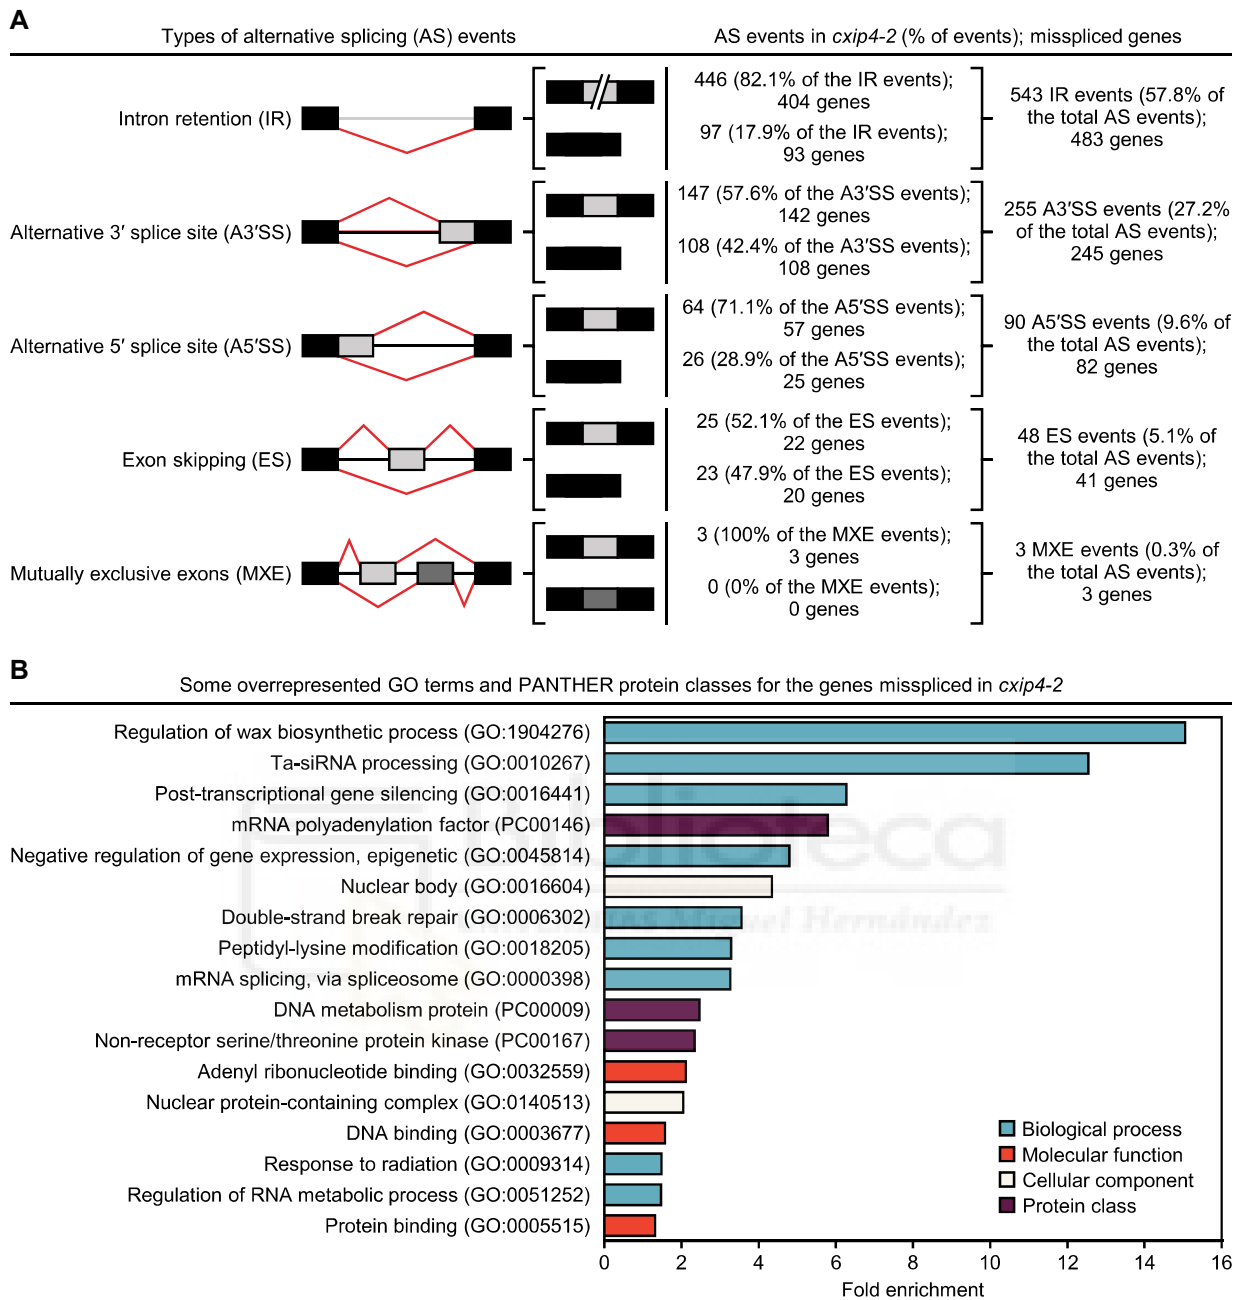 A
Types of alternative splicing (AS) events
AS events in cxip4-2 (% of events); misspliced genes
Intron retention (IR)
446 (82.1% of the IR events);
404 genes
97 (17.9% of the IR events);
93 genes
543 IR events (57.8% of
the total AS events);
483 genes
Alternative 3′ splice site (A3′SS)
147 (57.6% of the A3′SS events);
142 genes
108 (42.4% of the A3′SS events);
108 genes
255 A3′SS events (27.2%
of the total AS events);
245 genes
Alternative 5′ splice site (A5′SS)
64 (71.1% of the A5′SS events);
57 genes
26 (28.9% of the A5′SS events);
25 genes
90 A5′SS events (9.6% of
the total AS events);
82 genes
Exon skipping (ES)
25 (52.1% of the ES events);
22 genes
23 (47.9% of the ES events);
20 genes
48 ES events (5.1% of
the total AS events);
41 genes
Mutually exclusive exons (MXE)
3 (100% of the MXE events);
3 genes
0 (0% of the MXE events);
0 genes
3 MXE events (0.3% of
the total AS events);
3 genes
B
Some overrepresented GO terms and PANTHER protein classes for the genes misspliced in cxip4-2
Regulation of wax biosynthetic process (GO:1904276)
Ta-siRNA processing (GO:0010267)
Post-transcriptional gene silencing (GO:0016441)
mRNA polyadenylation factor (PC00146)
Negative regulation of gene expression, epigenetic (GO:0045814)
Nuclear body (GO:0016604)
Double-strand break repair (GO:0006302)
Peptidyl-lysine modification (GO:0018205)
mRNA splicing, via spliceosome (GO:0000398)
DNA metabolism protein (PC00009)
Non-receptor serine/threonine protein kinase (PC00167)
Adenyl ribonucleotide binding (GO:0032559)
Nuclear protein-containing complex (GO:0140513)
DNA binding (GO:0003677)
Response to radiation (GO:0009314)
Regulation of RNA metabolic process (GO:0051252)
Protein binding (GO:0005515)
biblioteca
UNIVERSITAS Miguel Hernández
Biological process
Molecular function
Cellular component
Protein class
0 2 4 6 8 10 12 14 16
Fold enrichment